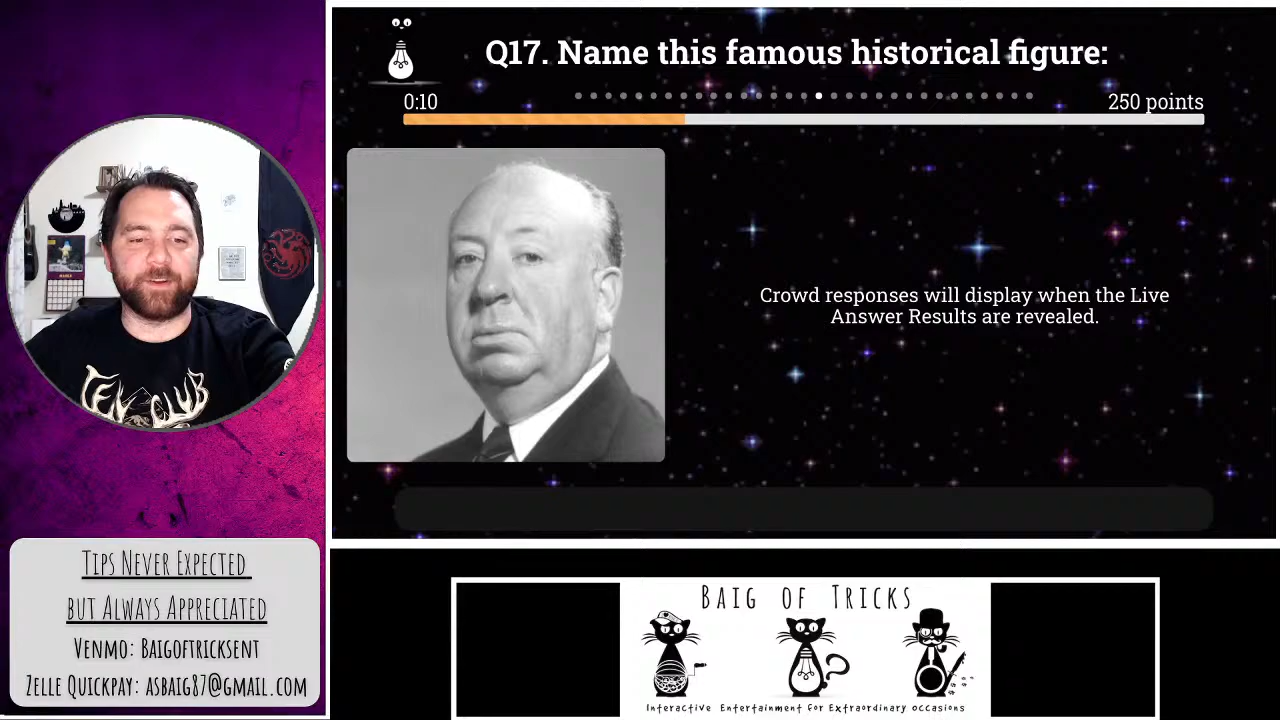 Q17. Name this famous historical figure:
0:10
250 points
Crowd responses will display when the Live
Answer Results are revealed.
Tips Never Expected
but Always Appreciated
Venmo: Baigoftricksent
Zelle Quickpay: asbaig87@gmail.com
Baig of Tricks
Interactive Entertainment for Extraordinary Occasions
TEN CLUB